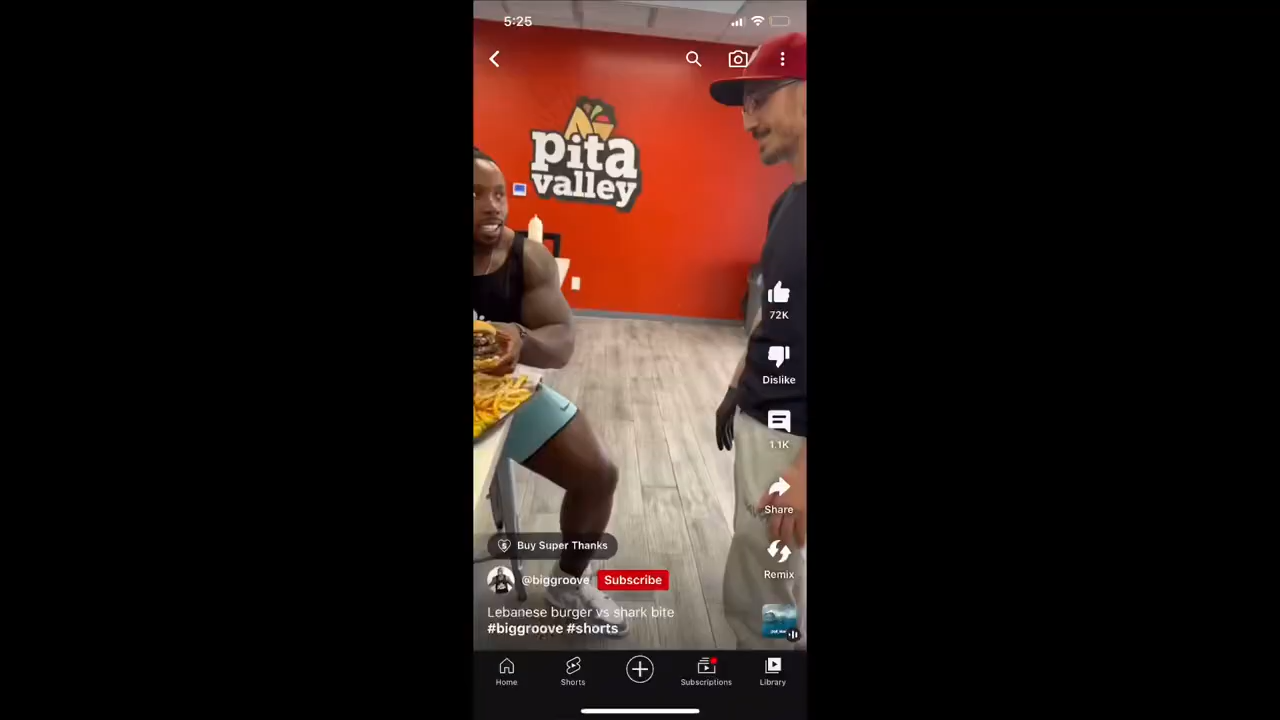 5:25
pita
valley
72K
Dislike
1.1K
Share
Buy Super Thanks
@biggroove Subscribe
Remix
Lebanese burger vs shark bite
#biggroove #shorts
Home Shorts Subscriptions Library